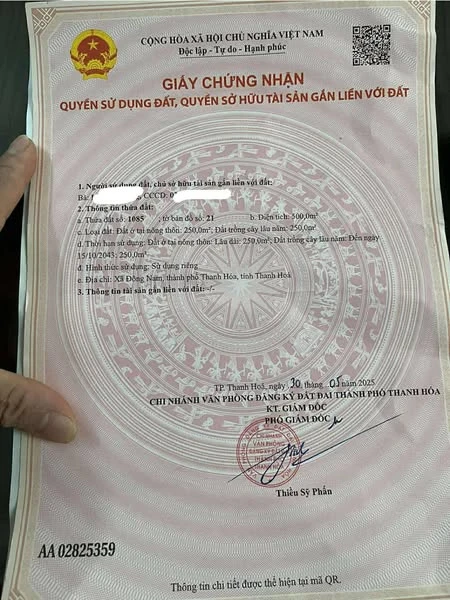 CỘNG HÒA XÃ HỘI CHỦ NGHĨA VIỆT NAM
Độc lập - Tự do - Hạnh phúc
GIẤY CHỨNG NHẬN
QUYỀN SỬ DỤNG ĐẤT, QUYỀN SỞ HỮU TÀI SẢN GẮN LIỀN VỚI ĐẤT
1. Người sử dụng đất, chủ sở hữu tài sản gắn liền với đất:
Bà: CCCD: 0
2. Thông tin thửa đất:
a. Thửa đất số: 1085 ; tờ bản đồ số: 21 b. Diện tích: 500,0m²
c. Loại đất: Đất ở tại nông thôn: 250,0m²; Đất trồng cây lâu năm: 250,0m²
d. Thời hạn sử dụng: Đất ở tại nông thôn: Lâu dài: 250,0m²; Đất trồng cây lâu năm: Đến ngày
15/10/2043: 250,0m²
đ. Hình thức sử dụng: Sử dụng riêng
e. Địa chỉ: Xã Đông Nam, thành phố Thanh Hóa, tỉnh Thanh Hoá
3. Thông tin tài sản gắn liền với đất: -/-
TP. Thanh Hoá, ngày 30 tháng 05 năm 2025
CHI NHÁNH VĂN PHÒNG ĐĂNG KÝ ĐẤT ĐAI THÀNH PHỐ THANH HÓA
KT. GIÁM ĐỐC
PHÓ GIÁM ĐỐC
CHI NHÁNH
VĂN PHÒNG
Thiều Sỹ Phấn
AA 02825359
Thông tin chi tiết được thể hiện tại mã QR.